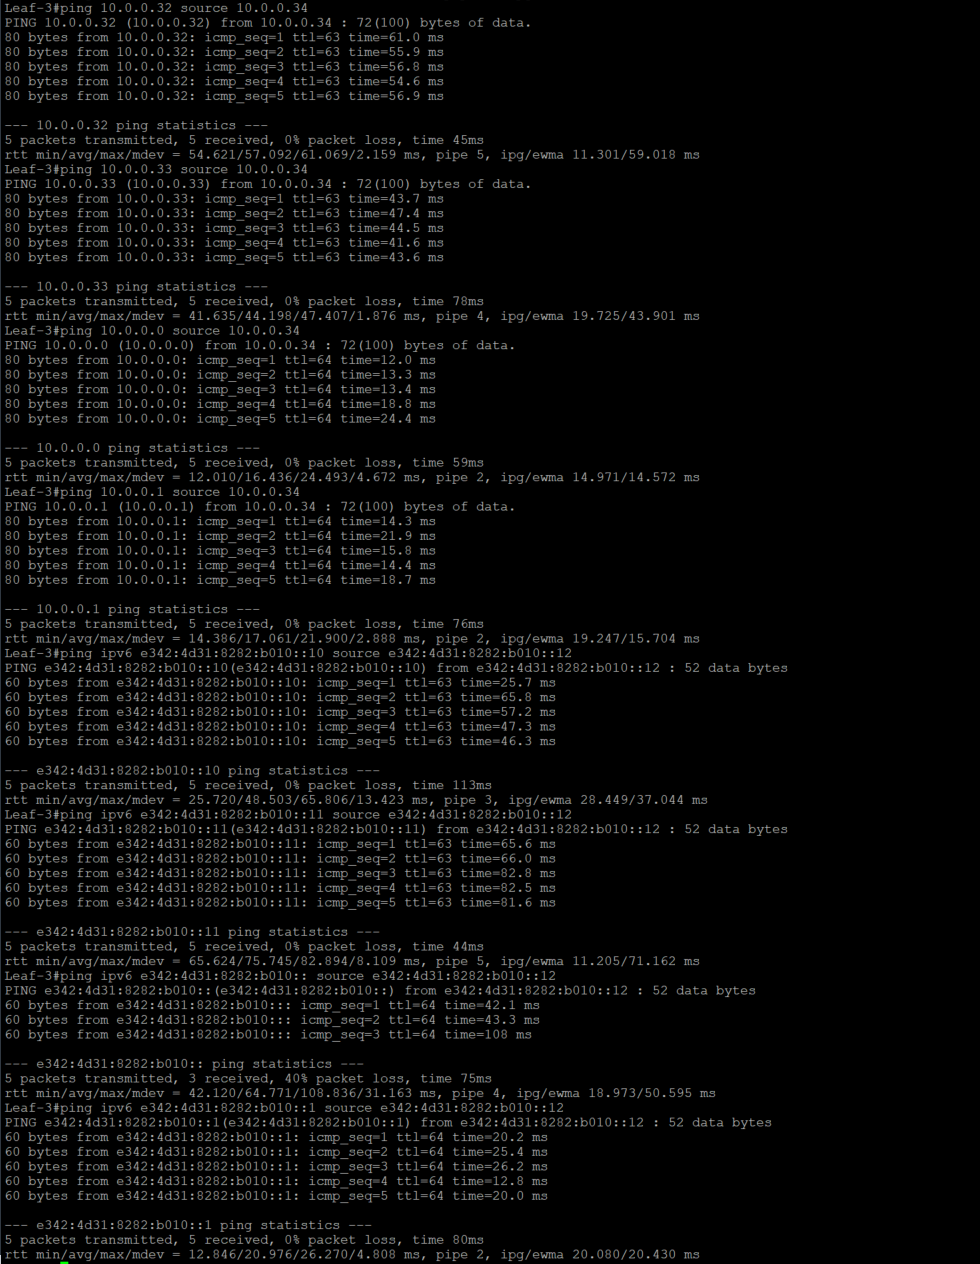 Leaf-3#ping 10.0.0.32 source 10.0.0.34
PING 10.0.0.32 (10.0.0.32) from 10.0.0.34 : 72(100) bytes of data.
80 bytes from 10.0.0.32: icmp_seq=1 ttl=63 time=61.0 ms
80 bytes from 10.0.0.32: icmp_seq=2 ttl=63 time=55.9 ms
80 bytes from 10.0.0.32: icmp_seq=3 ttl=63 time=56.8 ms
80 bytes from 10.0.0.32: icmp_seq=4 ttl=63 time=54.6 ms
80 bytes from 10.0.0.32: icmp_seq=5 ttl=63 time=56.9 ms
--- 10.0.0.32 ping statistics ---
5 packets transmitted, 5 received, 0% packet loss, time 45ms
rtt min/avg/max/mdev = 54.621/57.092/61.069/2.159 ms, pipe 5, ipg/ewma 11.301/59.018 ms
Leaf-3#ping 10.0.0.33 source 10.0.0.34
PING 10.0.0.33 (10.0.0.33) from 10.0.0.34 : 72(100) bytes of data.
80 bytes from 10.0.0.33: icmp_seq=1 ttl=63 time=43.7 ms
80 bytes from 10.0.0.33: icmp_seq=2 ttl=63 time=47.4 ms
80 bytes from 10.0.0.33: icmp_seq=3 ttl=63 time=44.5 ms
80 bytes from 10.0.0.33: icmp_seq=4 ttl=63 time=41.6 ms
80 bytes from 10.0.0.33: icmp_seq=5 ttl=63 time=43.6 ms
--- 10.0.0.33 ping statistics ---
5 packets transmitted, 5 received, 0% packet loss, time 78ms
rtt min/avg/max/mdev = 41.635/44.198/47.407/1.876 ms, pipe 4, ipg/ewma 19.725/43.901 ms
Leaf-3#ping 10.0.0.0 source 10.0.0.34
PING 10.0.0.0 (10.0.0.0) from 10.0.0.34 : 72(100) bytes of data.
80 bytes from 10.0.0.0: icmp_seq=1 ttl=64 time=12.0 ms
80 bytes from 10.0.0.0: icmp_seq=2 ttl=64 time=13.3 ms
80 bytes from 10.0.0.0: icmp_seq=3 ttl=64 time=13.4 ms
80 bytes from 10.0.0.0: icmp_seq=4 ttl=64 time=18.8 ms
80 bytes from 10.0.0.0: icmp_seq=5 ttl=64 time=24.4 ms
--- 10.0.0.0 ping statistics ---
5 packets transmitted, 5 received, 0% packet loss, time 59ms
rtt min/avg/max/mdev = 12.010/16.436/24.493/4.672 ms, pipe 2, ipg/ewma 14.971/14.572 ms
Leaf-3#ping 10.0.0.1 source 10.0.0.34
PING 10.0.0.1 (10.0.0.1) from 10.0.0.34 : 72(100) bytes of data.
80 bytes from 10.0.0.1: icmp_seq=1 ttl=64 time=14.3 ms
80 bytes from 10.0.0.1: icmp_seq=2 ttl=64 time=21.9 ms
80 bytes from 10.0.0.1: icmp_seq=3 ttl=64 time=15.8 ms
80 bytes from 10.0.0.1: icmp_seq=4 ttl=64 time=14.4 ms
80 bytes from 10.0.0.1: icmp_seq=5 ttl=64 time=18.7 ms
--- 10.0.0.1 ping statistics ---
5 packets transmitted, 5 received, 0% packet loss, time 76ms
rtt min/avg/max/mdev = 14.386/17.061/21.900/2.888 ms, pipe 2, ipg/ewma 19.247/15.704 ms
Leaf-3#ping ipv6 e342:4d31:8282:b010::10 source e342:4d31:8282:b010::12
PING e342:4d31:8282:b010::10(e342:4d31:8282:b010::10) from e342:4d31:8282:b010::12 : 52 data bytes
60 bytes from e342:4d31:8282:b010::10: icmp_seq=1 ttl=63 time=25.7 ms
60 bytes from e342:4d31:8282:b010::10: icmp_seq=2 ttl=63 time=65.8 ms
60 bytes from e342:4d31:8282:b010::10: icmp_seq=3 ttl=63 time=57.2 ms
60 bytes from e342:4d31:8282:b010::10: icmp_seq=4 ttl=63 time=47.3 ms
60 bytes from e342:4d31:8282:b010::10: icmp_seq=5 ttl=63 time=46.3 ms
--- e342:4d31:8282:b010::10 ping statistics ---
5 packets transmitted, 5 received, 0% packet loss, time 113ms
rtt min/avg/max/mdev = 25.720/48.503/65.806/13.423 ms, pipe 3, ipg/ewma 28.449/37.044 ms
Leaf-3#ping ipv6 e342:4d31:8282:b010::11 source e342:4d31:8282:b010::12
PING e342:4d31:8282:b010::11(e342:4d31:8282:b010::11) from e342:4d31:8282:b010::12 : 52 data bytes
60 bytes from e342:4d31:8282:b010::11: icmp_seq=1 ttl=63 time=65.6 ms
60 bytes from e342:4d31:8282:b010::11: icmp_seq=2 ttl=63 time=66.0 ms
60 bytes from e342:4d31:8282:b010::11: icmp_seq=3 ttl=63 time=82.8 ms
60 bytes from e342:4d31:8282:b010::11: icmp_seq=4 ttl=63 time=82.5 ms
60 bytes from e342:4d31:8282:b010::11: icmp_seq=5 ttl=63 time=81.6 ms
--- e342:4d31:8282:b010::11 ping statistics ---
5 packets transmitted, 5 received, 0% packet loss, time 44ms
rtt min/avg/max/mdev = 65.624/75.745/82.894/8.109 ms, pipe 5, ipg/ewma 11.205/71.162 ms
Leaf-3#ping ipv6 e342:4d31:8282:b010:: source e342:4d31:8282:b010::12
PING e342:4d31:8282:b010::(e342:4d31:8282:b010::) from e342:4d31:8282:b010::12 : 52 data bytes
60 bytes from e342:4d31:8282:b010::: icmp_seq=1 ttl=64 time=42.1 ms
60 bytes from e342:4d31:8282:b010::: icmp_seq=2 ttl=64 time=43.3 ms
60 bytes from e342:4d31:8282:b010::: icmp_seq=3 ttl=64 time=108 ms
--- e342:4d31:8282:b010:: ping statistics ---
5 packets transmitted, 3 received, 40% packet loss, time 75ms
rtt min/avg/max/mdev = 42.120/64.771/108.836/31.163 ms, pipe 4, ipg/ewma 18.973/50.595 ms
Leaf-3#ping ipv6 e342:4d31:8282:b010::1 source e342:4d31:8282:b010::12
PING e342:4d31:8282:b010::1(e342:4d31:8282:b010::1) from e342:4d31:8282:b010::12 : 52 data bytes
60 bytes from e342:4d31:8282:b010::1: icmp_seq=1 ttl=64 time=20.2 ms
60 bytes from e342:4d31:8282:b010::1: icmp_seq=2 ttl=64 time=25.4 ms
60 bytes from e342:4d31:8282:b010::1: icmp_seq=3 ttl=64 time=26.2 ms
60 bytes from e342:4d31:8282:b010::1: icmp_seq=4 ttl=64 time=12.8 ms
60 bytes from e342:4d31:8282:b010::1: icmp_seq=5 ttl=64 time=20.0 ms
--- e342:4d31:8282:b010::1 ping statistics ---
5 packets transmitted, 5 received, 0% packet loss, time 80ms
rtt min/avg/max/mdev = 12.846/20.976/26.270/4.808 ms, pipe 2, ipg/ewma 20.080/20.430 ms